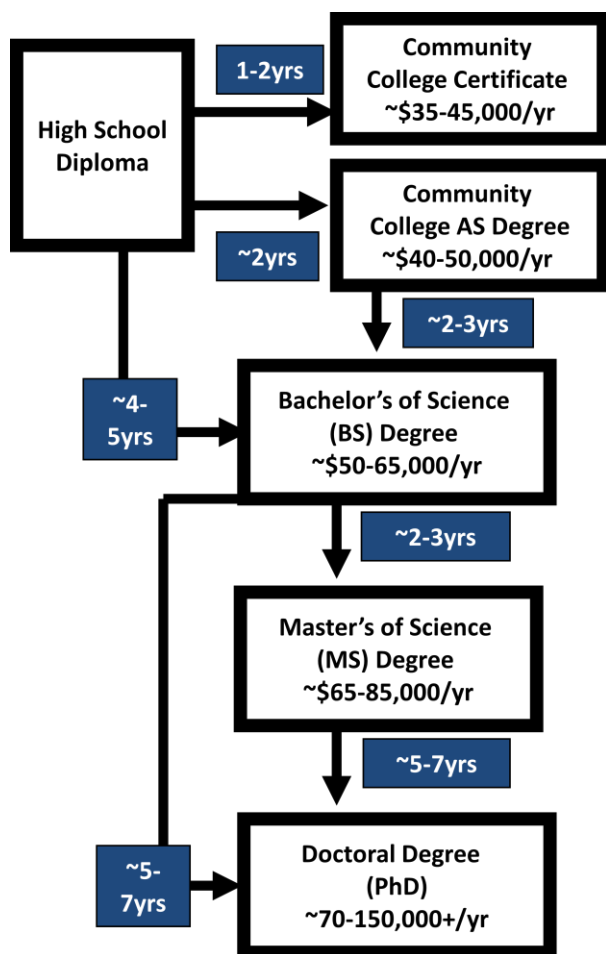 High School
Diploma
1-2yrs
Community
College Certificate
~$35-45,000/yr
~2yrs
Community
College AS Degree
~$40-50,000/yr
~2-3yrs
~4-
5yrs
Bachelor’s of Science
(BS) Degree
~$50-65,000/yr
~2-3yrs
Master’s of Science
(MS) Degree
~$65-85,000/yr
~5-7yrs
~5-
7yrs
Doctoral Degree
(PhD)
~70-150,000+/yr